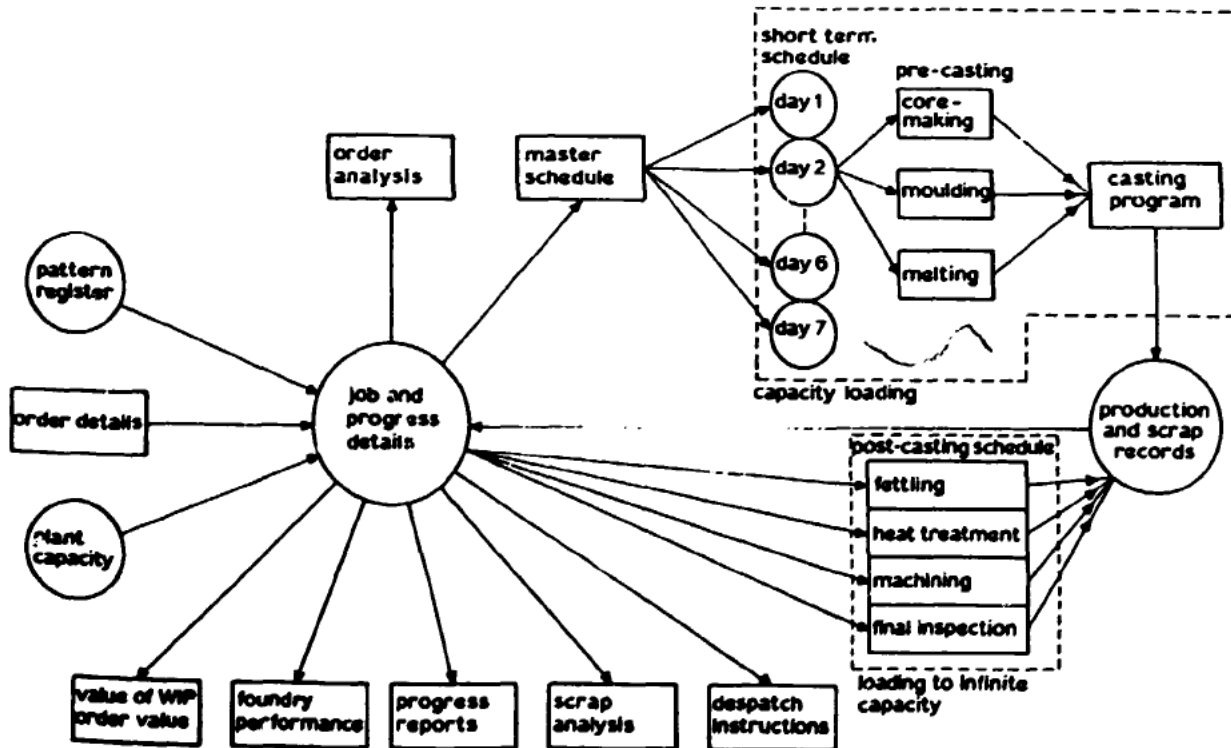 short term
schedule
pre-casting
day 1
core-
making
order
analysis
master
schedule
day 2
moulding
casting
program
pattern
register
day 6
melting
day 7
capacity loading
job and
progress
details
order details
production
and scrap
records
post-casting schedule
fettling
plant
capacity
heat treatment
machining
final inspection
loading to infinite
capacity
value of WIP
order value
foundry
performance
progress
reports
scrap
analysis
despatch
instructions